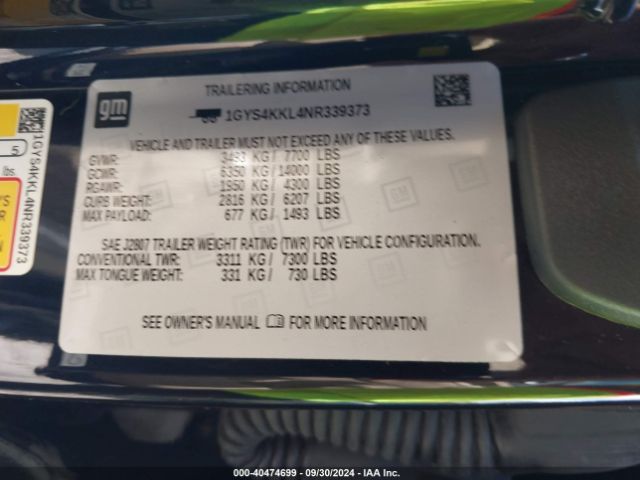 gm
TRAILERING INFORMATION
1GYS4KKL4NR339373
VEHICLE AND TRAILER MUST NOT EXCEED ANY OF THESE VALUES.
GVWR: 3493 KG/ 7700 LBS
GCWR: 6350 KG/14000 LBS
RGAWR: 1950 KG/ 4300 LBS
CURB WEIGHT: 2816 KG/ 6207 LBS
MAX PAYLOAD: 677 KG/ 1493 LBS
SAE J2807 TRAILER WEIGHT RATING (TWR) FOR VEHICLE CONFIGURATION.
CONVENTIONAL TWR: 3311 KG/ 7300 LBS
MAX TONGUE WEIGHT: 331 KG/ 730 LBS
SEE OWNER'S MANUAL FOR MORE INFORMATION
1GYS4KKL4NR339373
5
lbs.
000-40474699 - 09/30/2024 - IAA Inc.